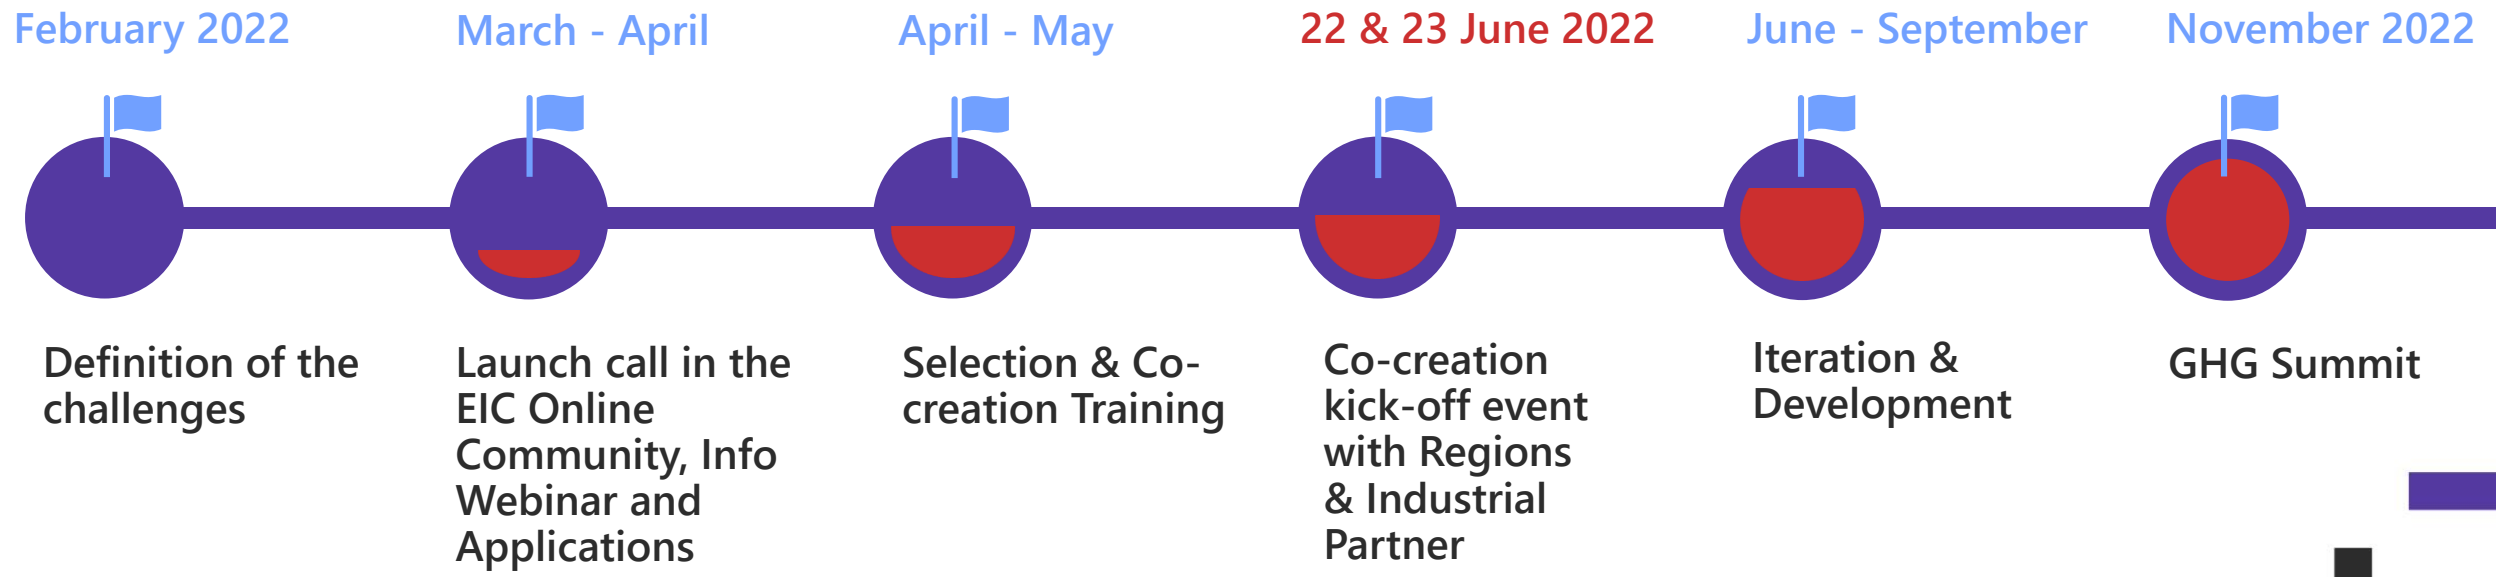 February 2022
March - April
April - May
22 & 23 June 2022
June - September
November 2022
Definition of the
challenges
Launch call in the
EIC Online
Community, Info
Webinar and
Applications
Selection & Co-
creation Training
Co-creation
kick-off event
with Regions
& Industrial
Partner
Iteration &
Development
GHG Summit